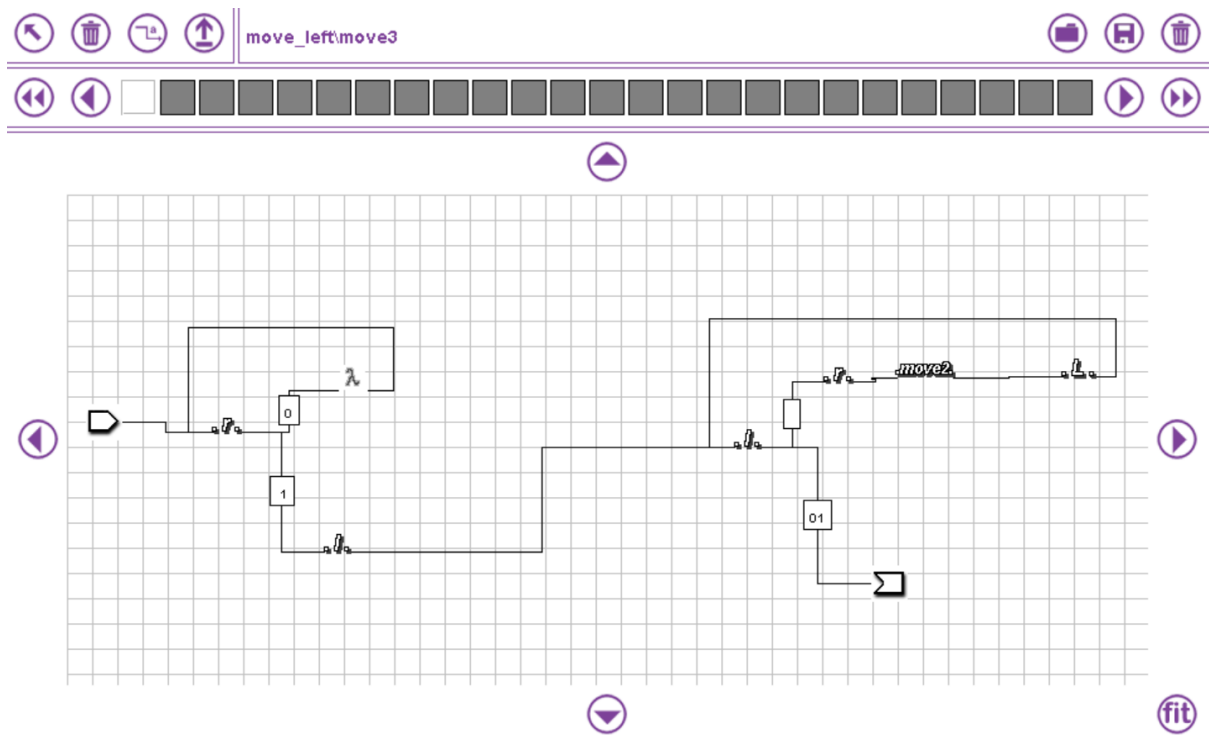 a
move_left\move3
λ
.r.
.move2.
.L.
0
.r.
.l.
1
01
.l.
fit